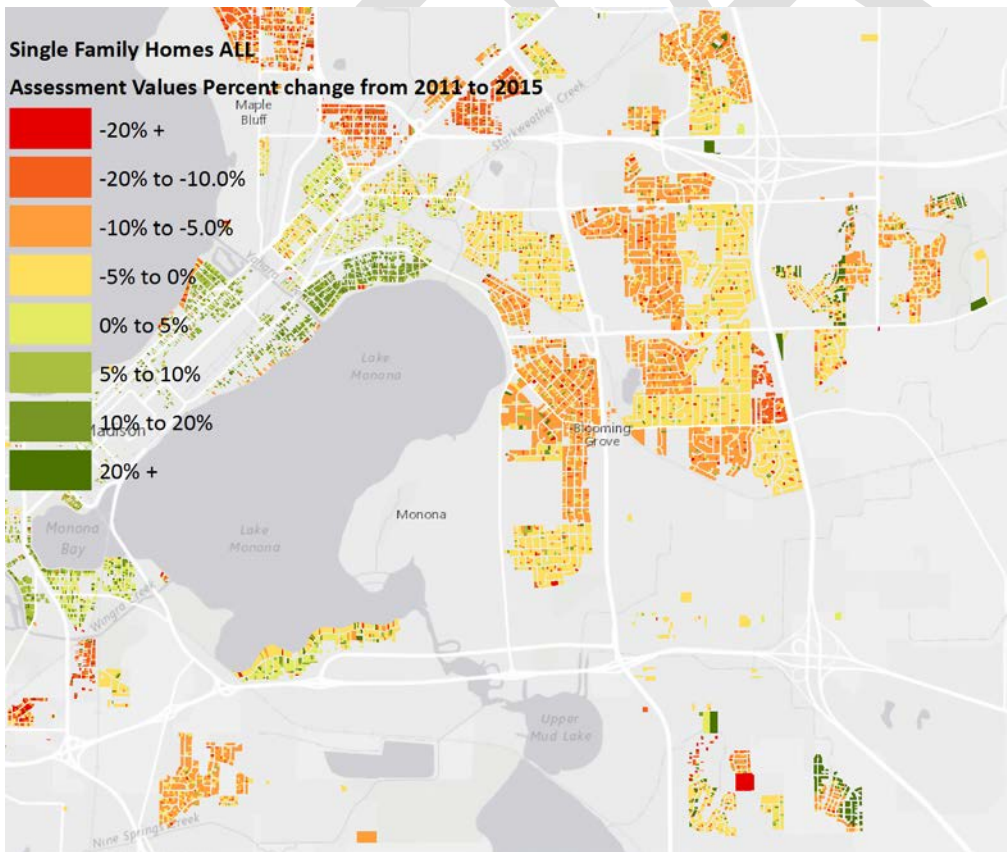 Single Family Homes ALL
Assessment Values Percent change from 2011 to 2015
Maple
Bluff
Starkweather Creek
-20% +
-20% to -10.0%
-10% to -5.0%
-5% to 0%
0% to 5%
5% to 10%
10% to 20%
20% +
Lake
Monona
Madison
Blooming
Grove
Monona
Monona
Bay
Lake
Monona
Wingra Creek
Upper
Mud Lake
Nine Springs Creek